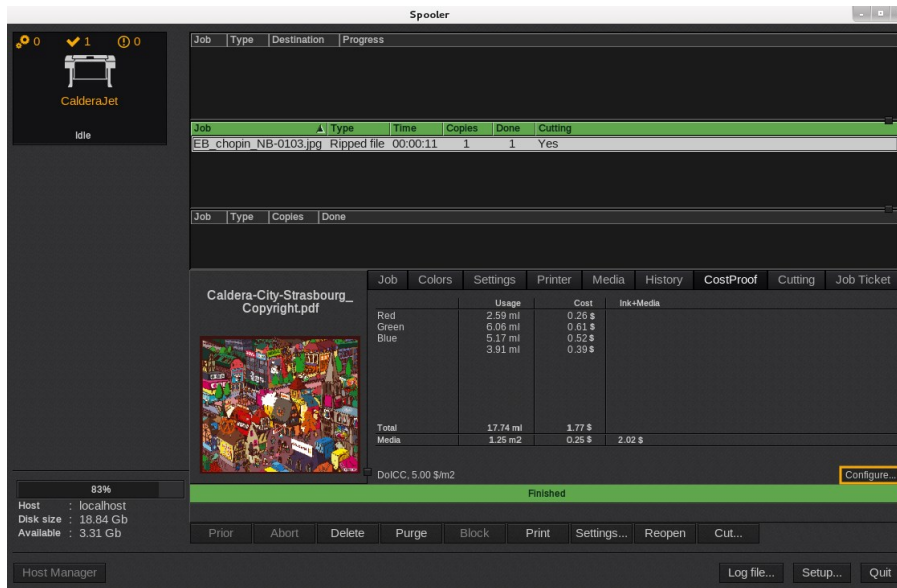 Spooler
0 1 0
CalderaJet
Idle
Job Type Destination Progress
Job Type Time Copies Done Cutting
EB_chopin_NB-0103.jpg Ripped file 00:00:11 1 1 Yes
Job Type Copies Done
Caldera-City-Strasbourg_
Copyright.pdf
Job Colors Settings Printer Media History CostProof Cutting Job Ticket
Usage Cost Ink+Media
Red 2.59 ml 0.26 $
Green 6.06 ml 0.61 $
Blue 5.17 ml 0.52 $
3.91 ml 0.39 $
Total 17.74 ml 1.77 $
Media 1.25 m2 0.25 $ 2.02 $
DolCC, 5.00 $/m2
Configure...
Finished
83%
Host : localhost
Disk size : 18.84 Gb
Available : 3.31 Gb
Prior Abort Delete Purge Block Print Settings... Reopen Cut...
Host Manager Log file... Setup... Quit